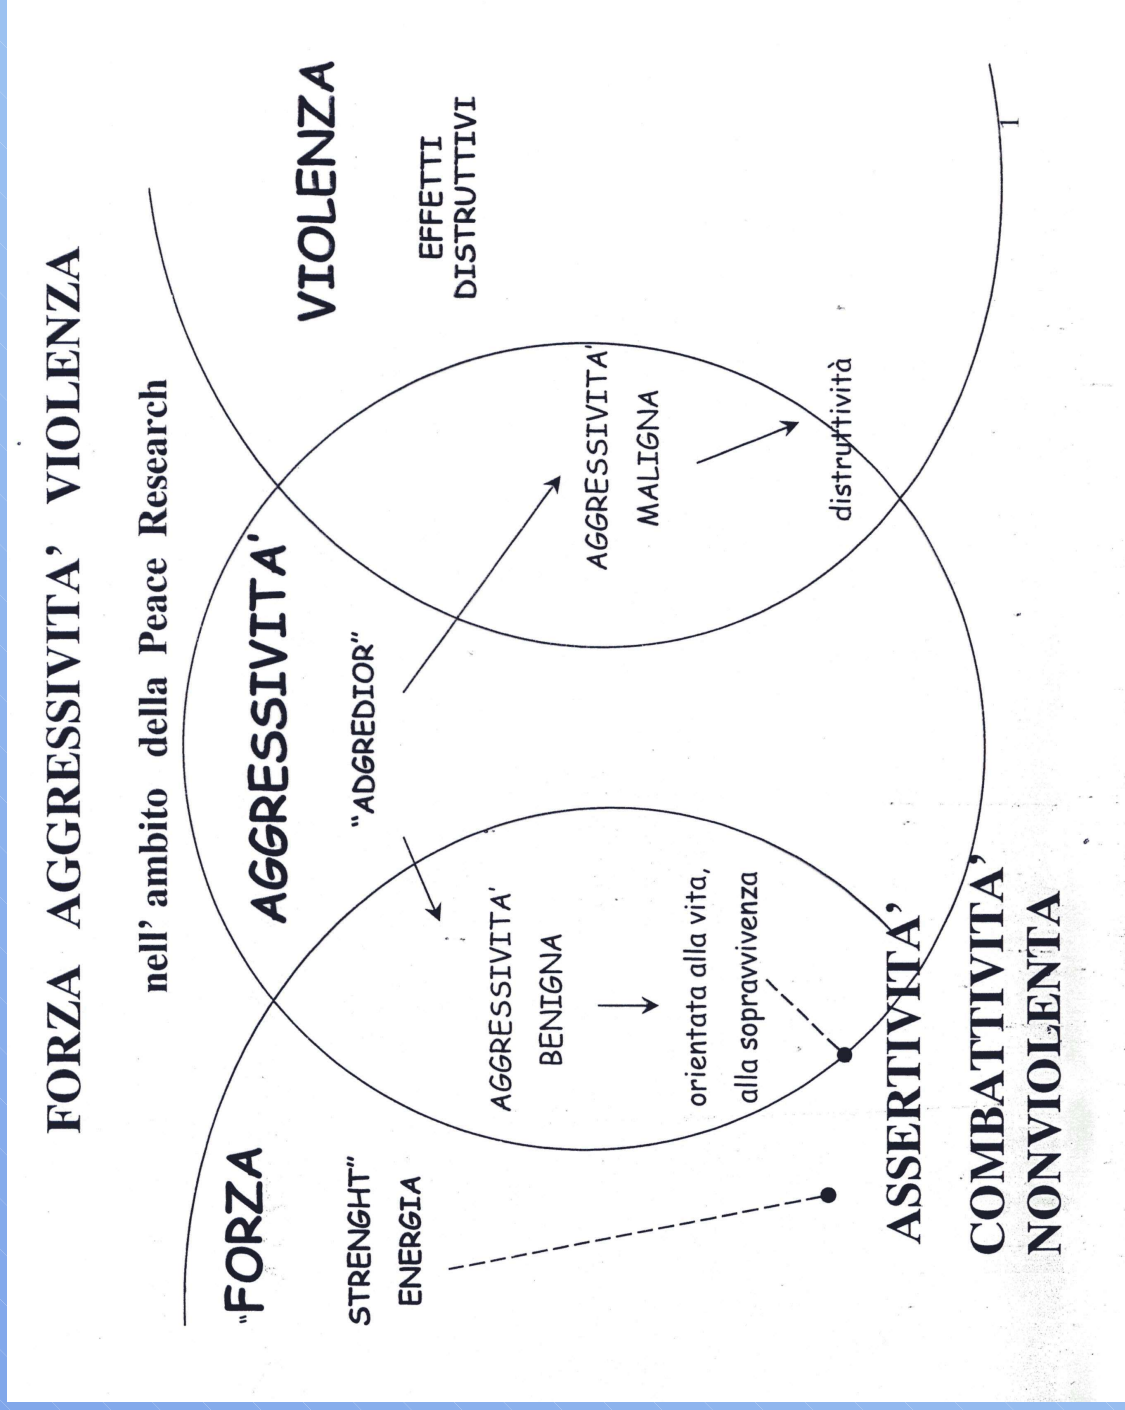 FORZA AGGRESSIVITA’ VIOLENZA
nell’ ambito della Peace Research
"FORZA
STRENGHT"
ENERGIA
AGGRESSIVITA'
"ADGREDIOR"
AGGRESSIVITA'
BENIGNA
orientata alla vita,
alla sopravvivenza
AGGRESSIVITA'
MALIGNA
distruttività
VIOLENZA
EFFETTI
DISTRUTTIVI
ASSERTIVITA’
COMBATTIVITA’
NONVIOLENTA
1